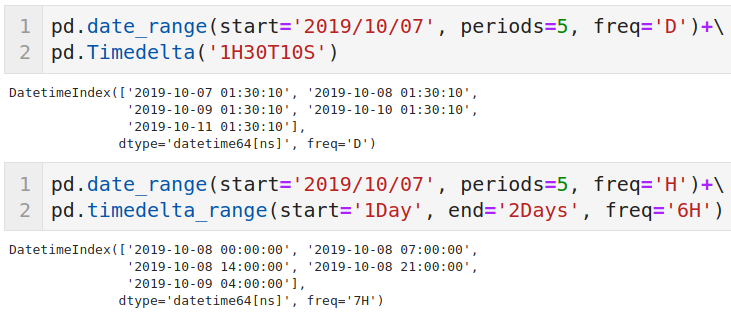 1 pd.date_range(start='2019/10/07', periods=5, freq='D')+\
2 pd.Timedelta('1H30T10S')
DatetimeIndex(['2019-10-07 01:30:10', '2019-10-08 01:30:10',
'2019-10-09 01:30:10', '2019-10-10 01:30:10',
'2019-10-11 01:30:10'],
dtype='datetime64[ns]', freq='D')
1 pd.date_range(start='2019/10/07', periods=5, freq='H')+\
2 pd.timedelta_range(start='1Day', end='2Days', freq='6H')
DatetimeIndex(['2019-10-08 00:00:00', '2019-10-08 07:00:00',
'2019-10-08 14:00:00', '2019-10-08 21:00:00',
'2019-10-09 04:00:00'],
dtype='datetime64[ns]', freq='7H')